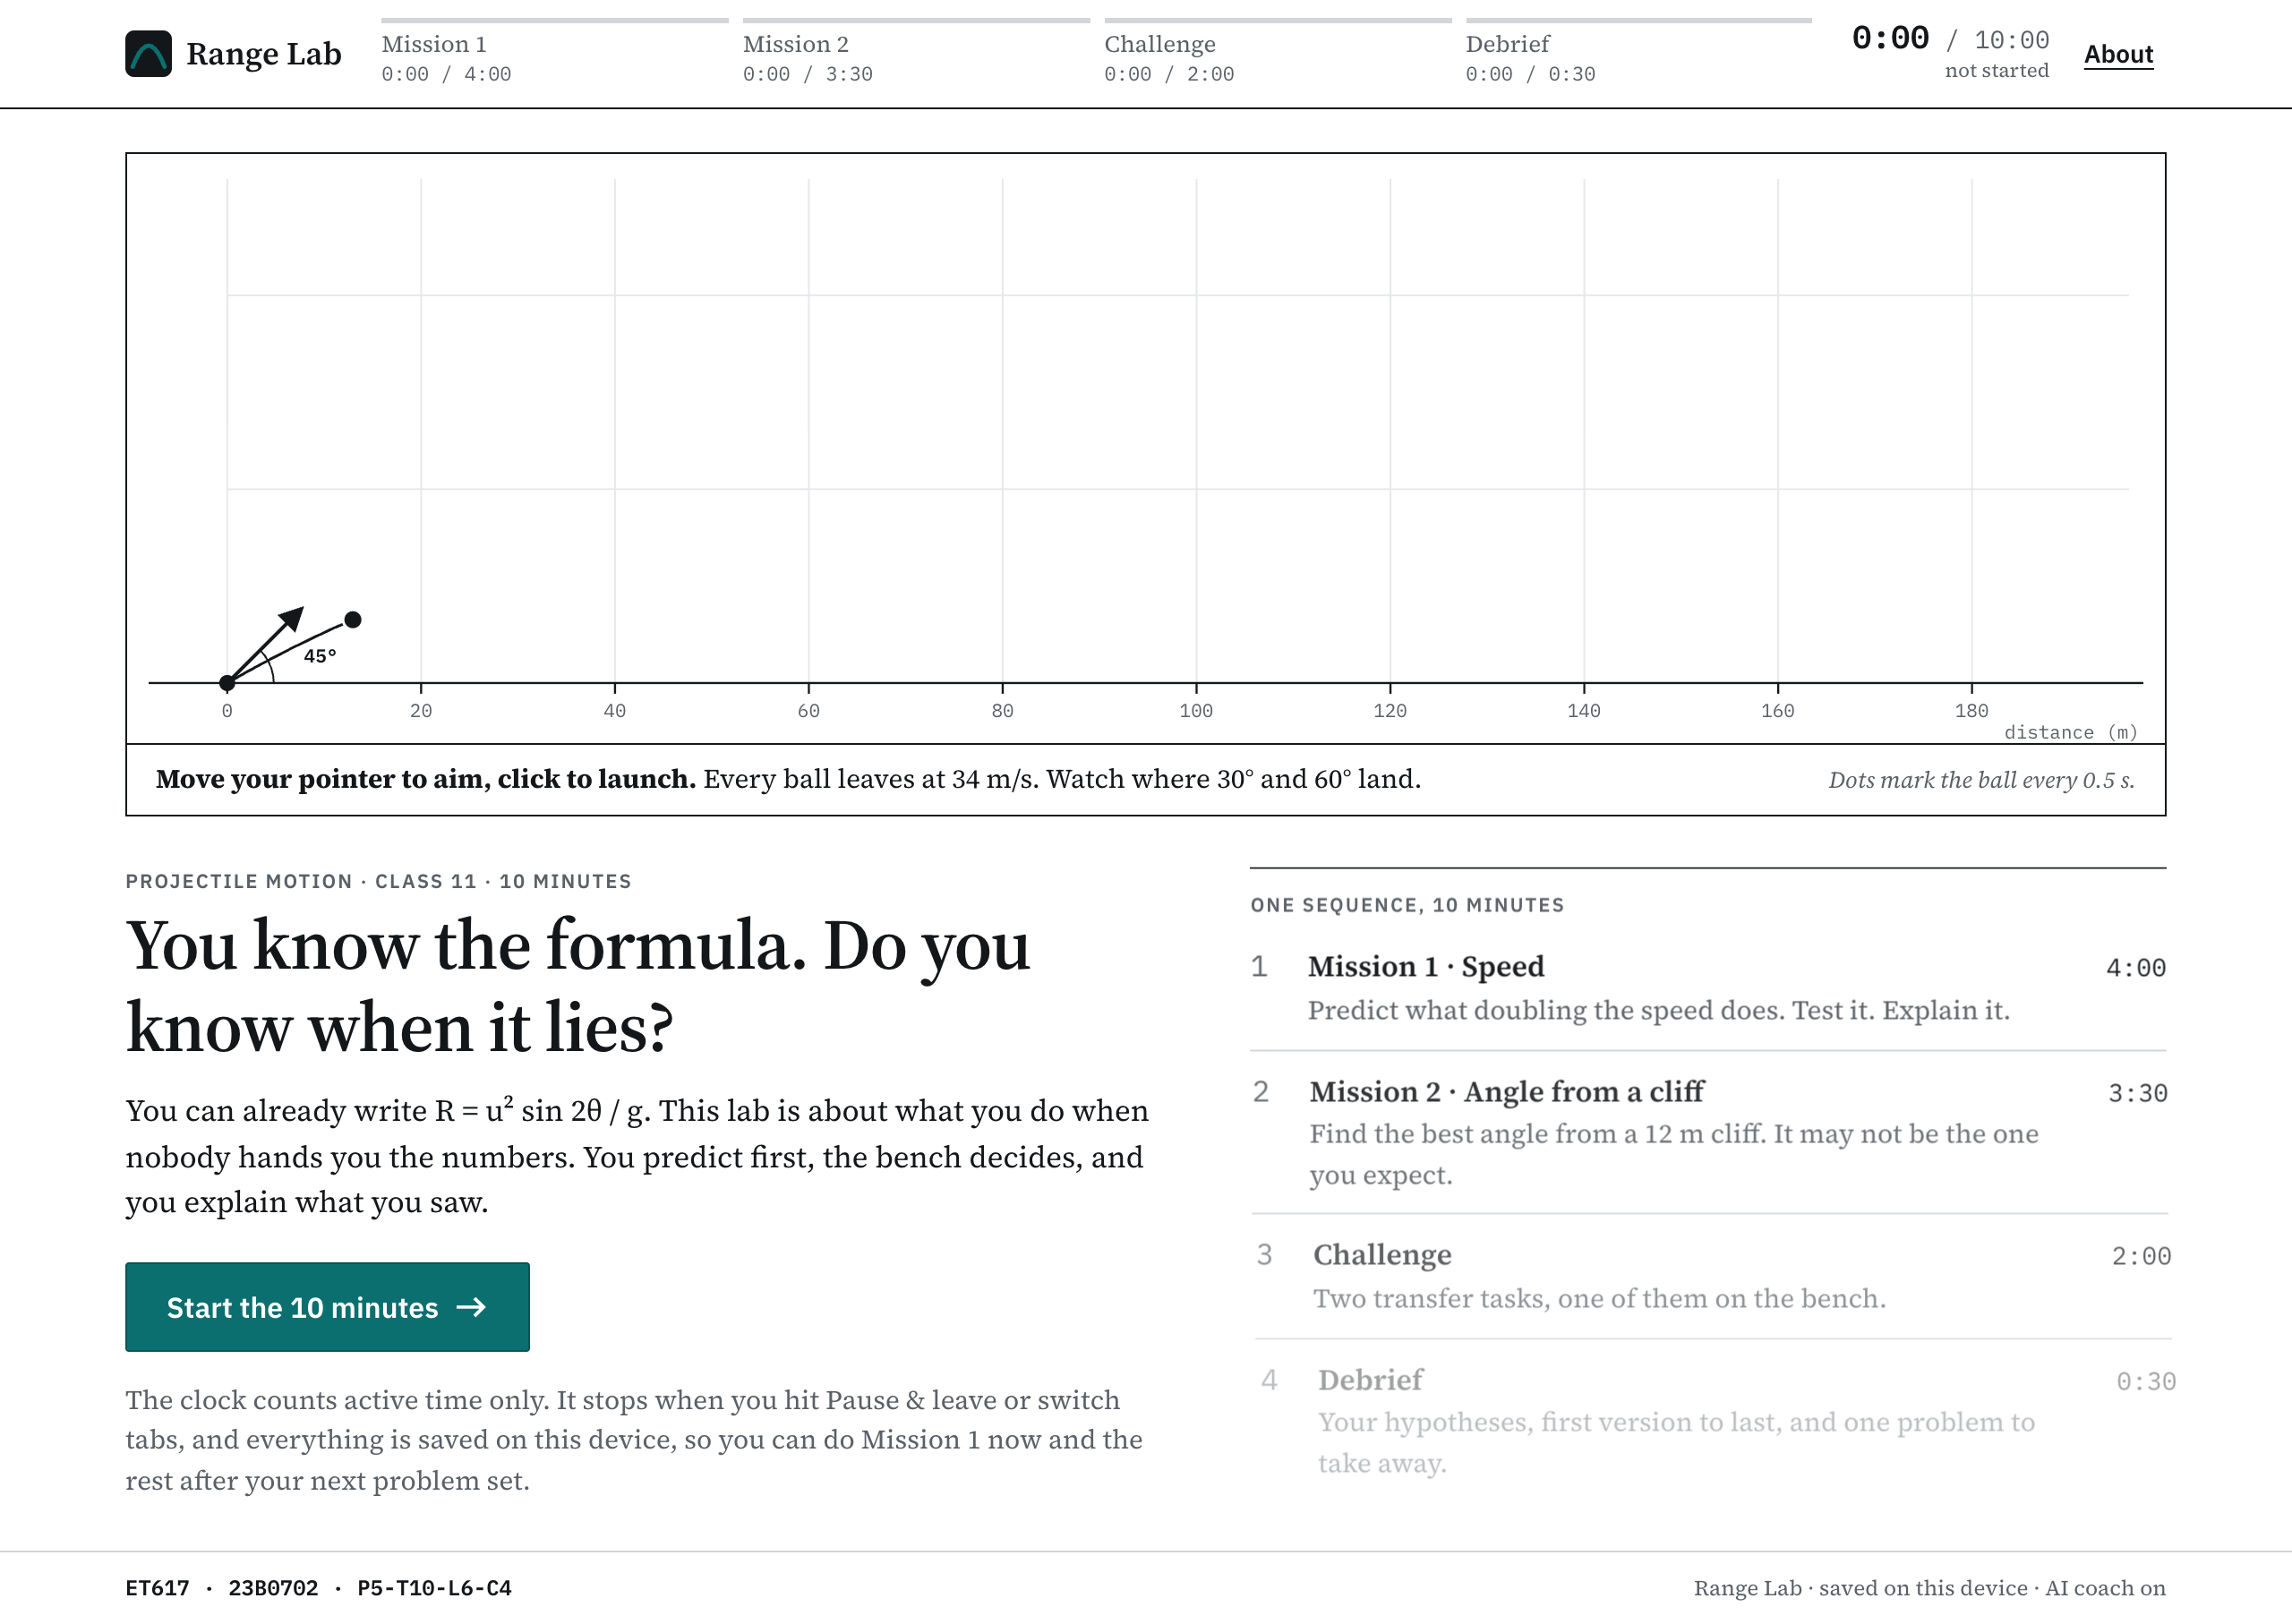 Range Lab
Mission 1
0:00 / 4:00
Mission 2
0:00 / 3:30
Challenge
0:00 / 2:00
Debrief
0:00 / 0:30
0:00 / 10:00
not started
About
45°
0 20 40 60 80 100 120 140 160 180
distance (m)
Move your pointer to aim, click to launch. Every ball leaves at 34 m/s. Watch where 30° and 60° land.
Dots mark the ball every 0.5 s.
PROJECTILE MOTION · CLASS 11 · 10 MINUTES
You know the formula. Do you
know when it lies?
You can already write R = u² sin 2θ / g. This lab is about what you do when
nobody hands you the numbers. You predict first, the bench decides, and
you explain what you saw.
Start the 10 minutes →
The clock counts active time only. It stops when you hit Pause & leave or switch
tabs, and everything is saved on this device, so you can do Mission 1 now and the
rest after your next problem set.
ONE SEQUENCE, 10 MINUTES
1 Mission 1 · Speed 4:00
Predict what doubling the speed does. Test it. Explain it.
2 Mission 2 · Angle from a cliff 3:30
Find the best angle from a 12 m cliff. It may not be the one
you expect.
3 Challenge 2:00
Two transfer tasks, one of them on the bench.
4 Debrief 0:30
Your hypotheses, first version to last, and one problem to
take away.
ET617 · 23B0702 · P5-T10-L6-C4
Range Lab · saved on this device · AI coach on